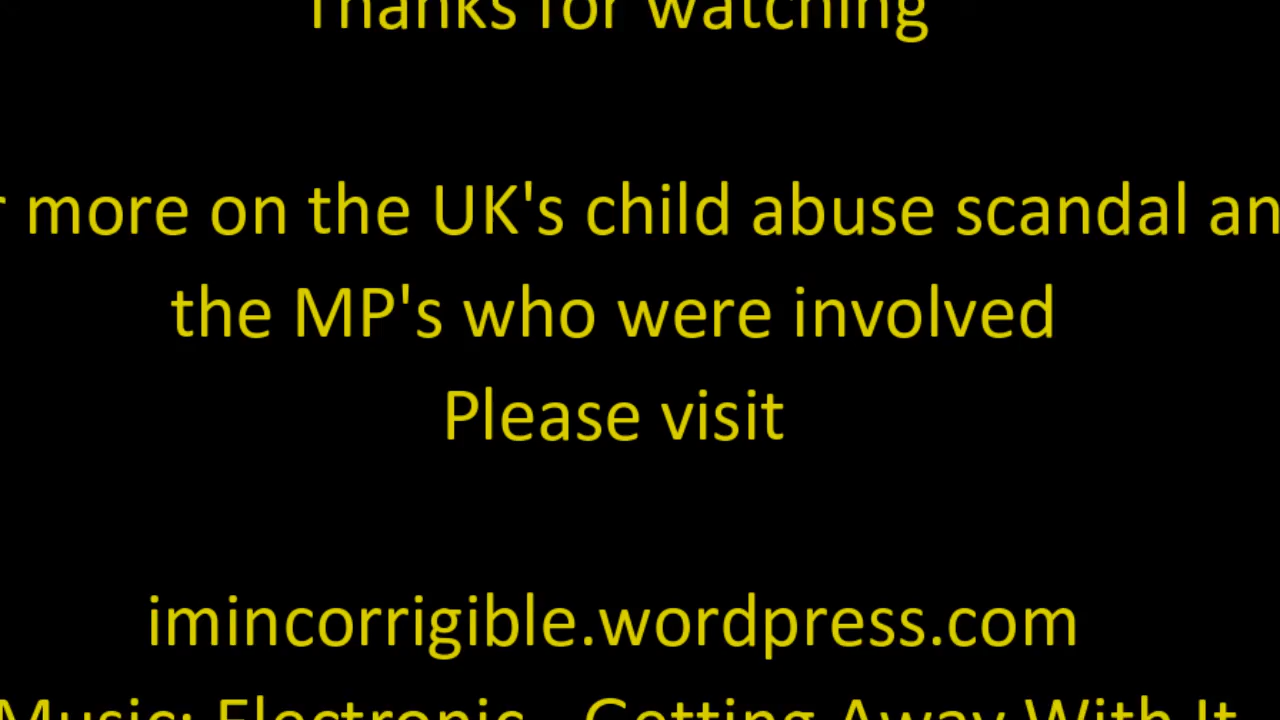 Thanks for watching
r more on the UK's child abuse scandal an
the MP's who were involved
Please visit
imincorrigible.wordpress.com
Music: Electronic - Getting Away With It